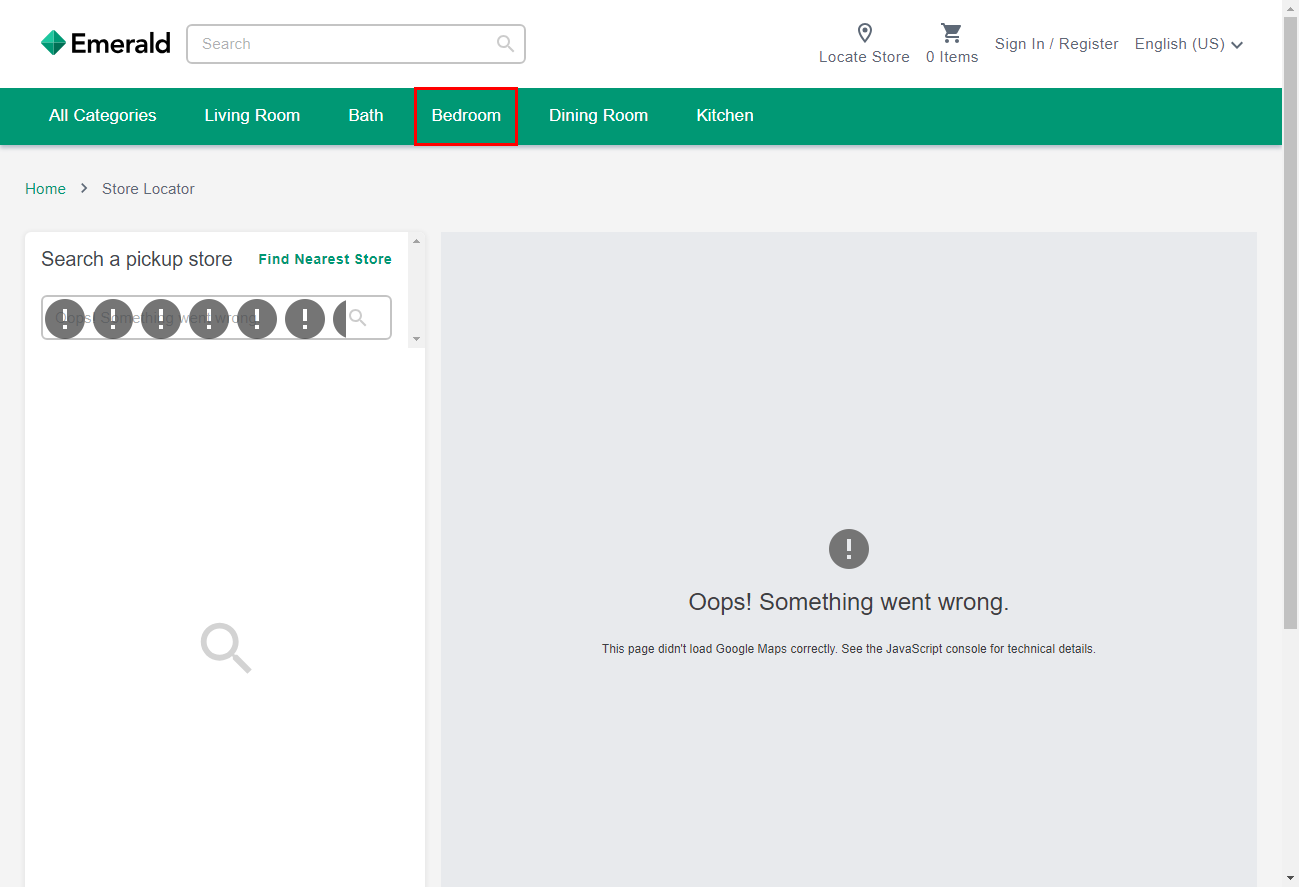 Emerald
Search
Locate Store
0 Items
Sign In / Register
English (US)
All Categories
Living Room
Bath
Bedroom
Dining Room
Kitchen
Home > Store Locator
Search a pickup store
Find Nearest Store
Oops! Something went wrong.
Oops! Something went wrong.
This page didn't load Google Maps correctly. See the JavaScript console for technical details.